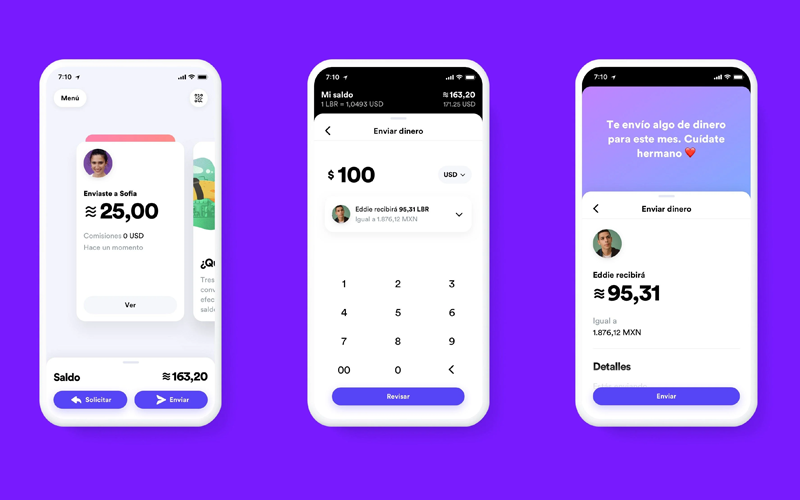 7:10
Menú
Enviaste a Sofía
≋25,00
Comisiones 0 USD
Hace un momento
Ver
¿Qu
Tres
com
efec
sald
Saldo
≋163,20
Solicitar
Enviar
7:10
Mi saldo
≋163,20
1 LBR = 1,0493 USD
171.25 USD
Enviar dinero
$ 100
USD
Eddie recibirá 95,31 LBR
Igual a 1.876,12 MXN
1 2 3
4 5 6
7 8 9
00 0
Revisar
7:10
Te envío algo de dinero
para este mes. Cuídate
hermano ❤️
Enviar dinero
Eddie recibirá
≋95,31
Igual a
1.876,12 MXN
Detalles
Enviar